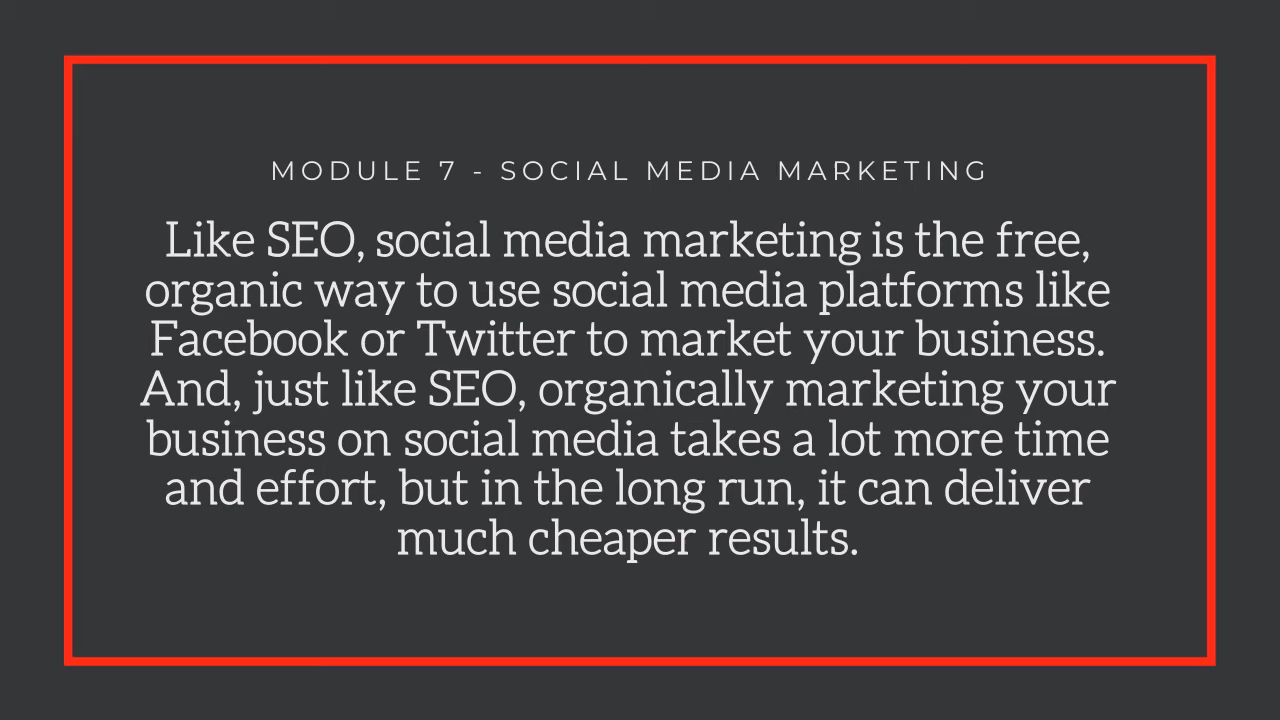 MODULE 7 - SOCIAL MEDIA MARKETING
Like SEO, social media marketing is the free,
organic way to use social media platforms like
Facebook or Twitter to market your business.
And, just like SEO, organically marketing your
business on social media takes a lot more time
and effort, but in the long run, it can deliver
much cheaper results.